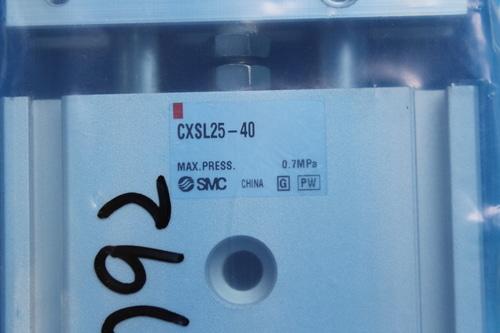 CXSL25-40
MAX.PRESS. 0.7MPa
SMC CHINA G PW